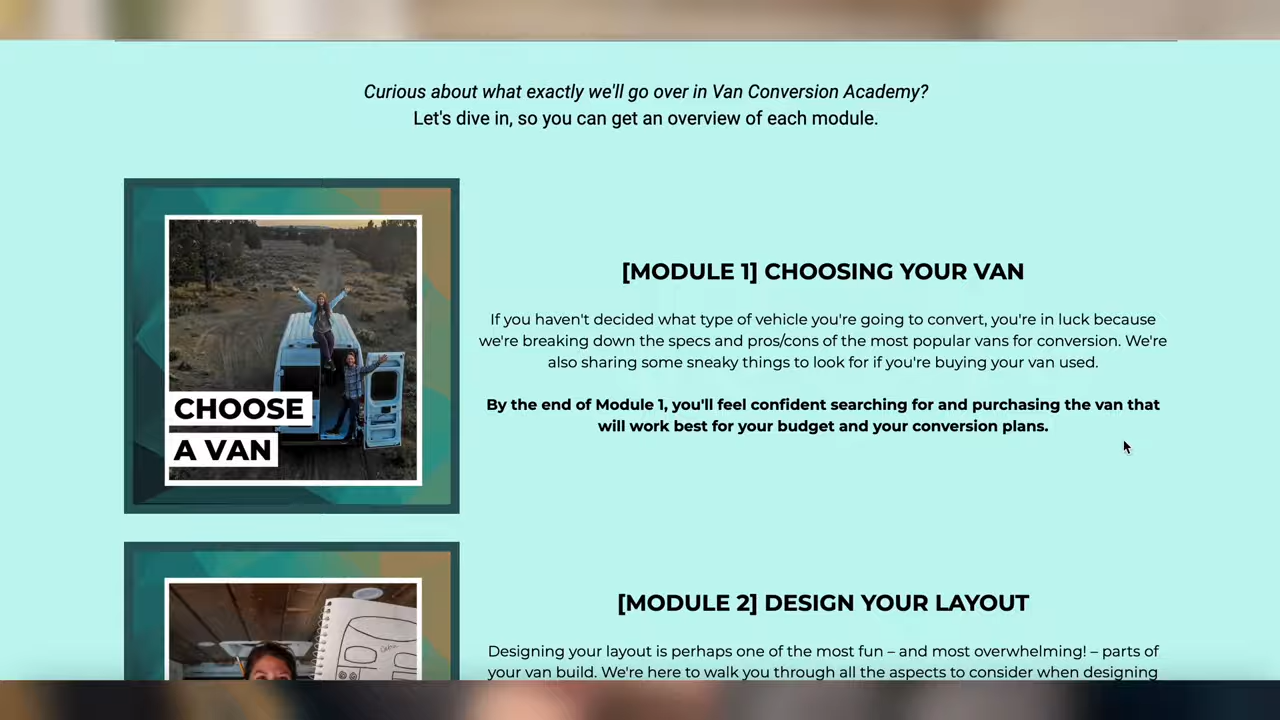 Curious about what exactly we'll go over in Van Conversion Academy?
Let's dive in, so you can get an overview of each module.
CHOOSE
A VAN
[MODULE 1] CHOOSING YOUR VAN
If you haven't decided what type of vehicle you're going to convert, you're in luck because
we're breaking down the specs and pros/cons of the most popular vans for conversion. We're
also sharing some sneaky things to look for if you're buying your van used.
By the end of Module 1, you'll feel confident searching for and purchasing the van that
will work best for your budget and your conversion plans.
[MODULE 2] DESIGN YOUR LAYOUT
Designing your layout is perhaps one of the most fun – and most overwhelming! – parts of
your van build. We're here to walk you through all the aspects to consider when designing